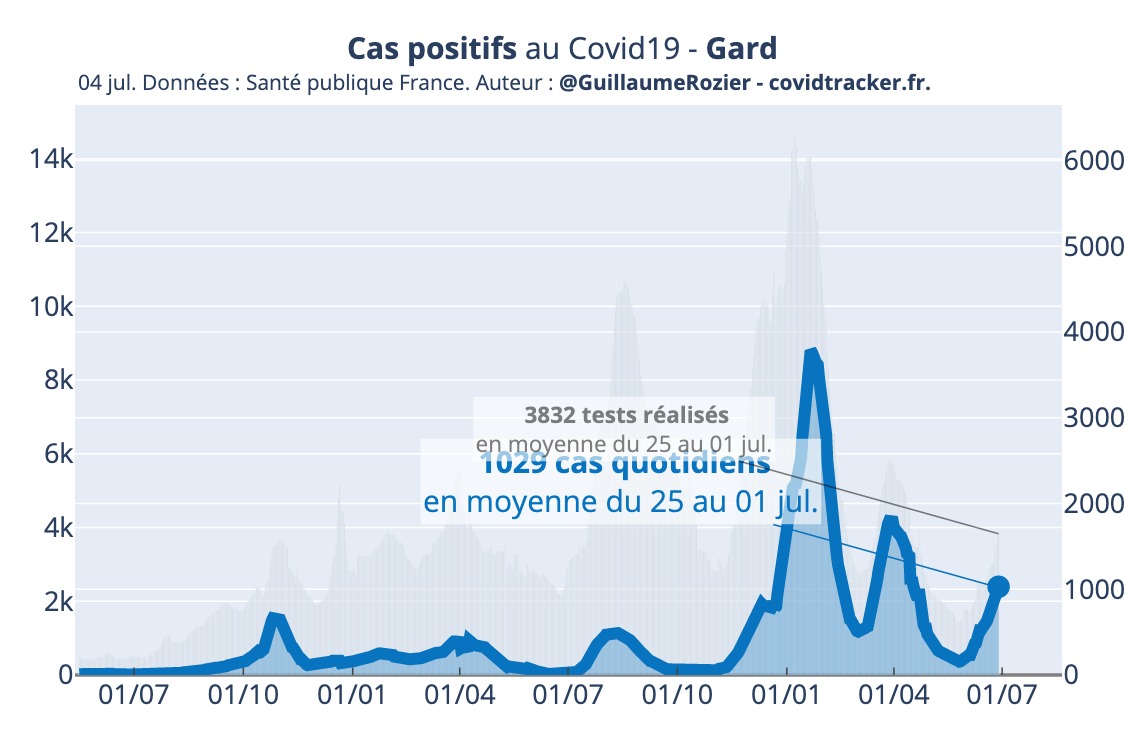 Cas positifs au Covid19 - Gard
04 jul. Données : Santé publique France. Auteur : @GuillaumeRozier - covidtracker.fr.
14k
12k
10k
8k
6k
4k
2k
0
6000
5000
4000
3000
2000
1000
0
3832 tests réalisés
en moyenne du 25 au 01 jul.
1029 cas quotidiens
en moyenne du 25 au 01 jul.
01/07 01/10 01/01 01/04 01/07 01/10 01/01 01/04 01/07